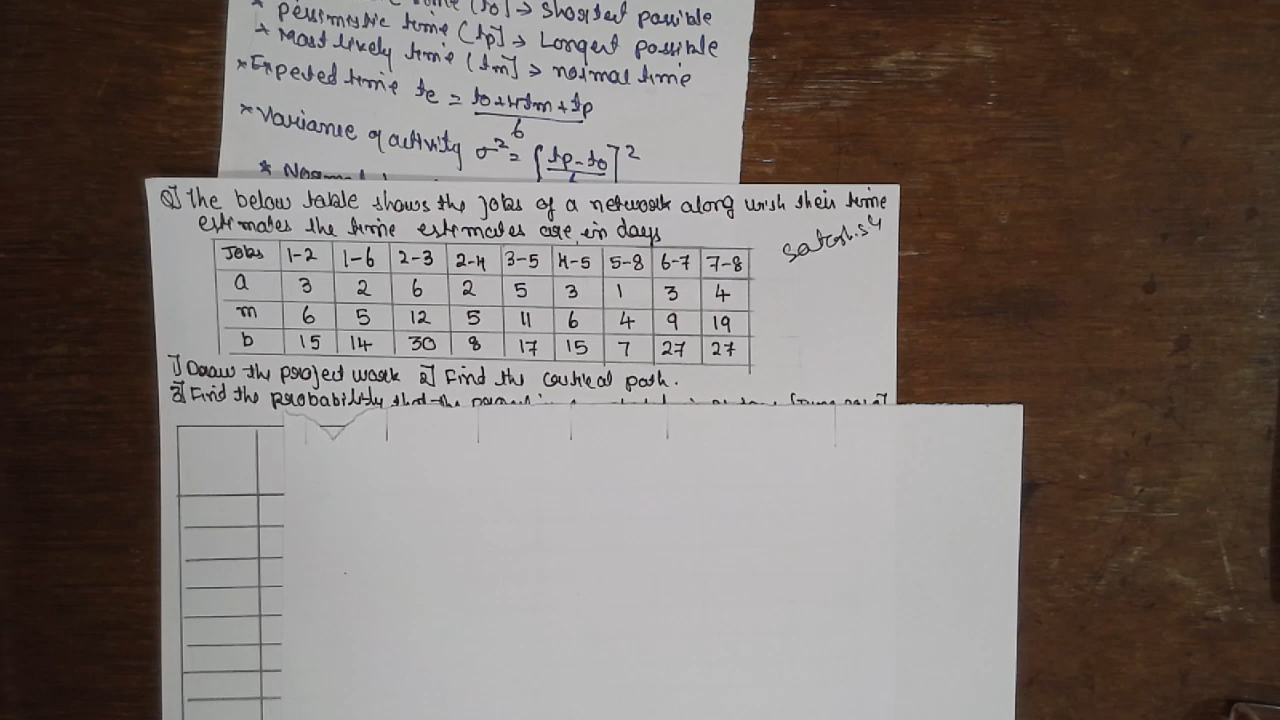 (to) → Shortest possible
* pessimistic time (tp) → Longest possible
* Most likely time (tm) → normal time
* Expected time te = to+4tm+tp
6
* Variance of activity σ² = [tp-to]²
Q] The below table shows the jobs of a network along with their time
estimates the time estimates are in days
Satish.S4
Jobs 1-2 1-6 2-3 2-4 3-5 4-5 5-8 6-7 7-8
a 3 2 6 2 5 3 1 3 4
m 6 5 12 5 11 6 4 9 19
b 15 14 30 8 17 15 7 27 27
1] Draw the project work 2] Find the critical path.
3] Find the probability that the